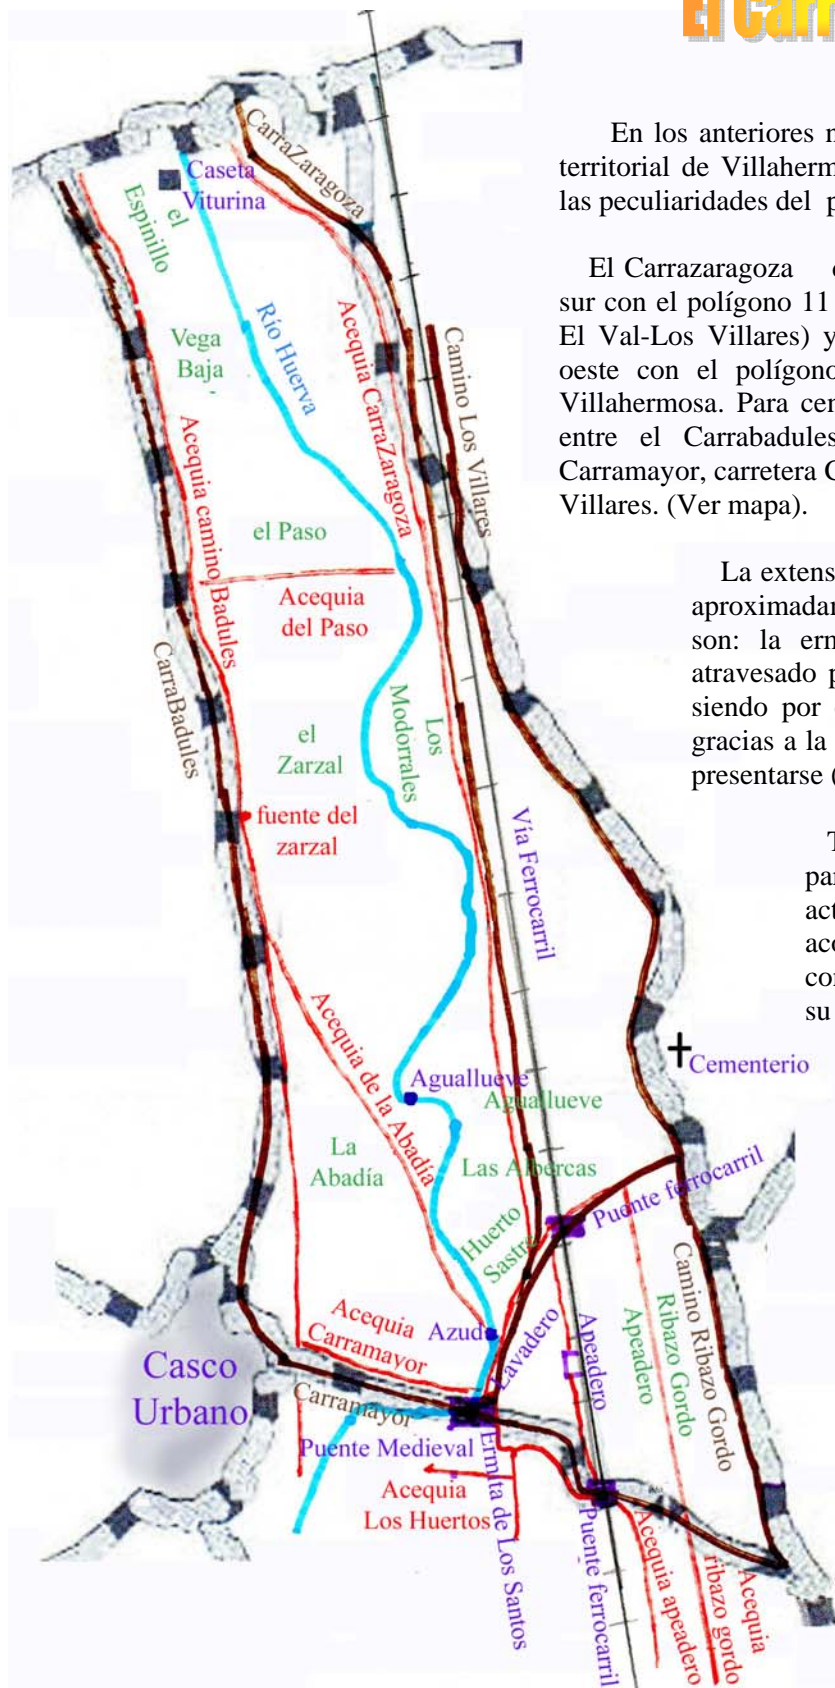 El Carr
En los anteriores
territorial de Villaherm
las peculiaridades del p
El Carrazaragoza
sur con el polígono 11
El Val-Los Villares) y
oeste con el polígono
Villahermosa. Para cer
entre el Carrabadules
Carramayor, carretera C
Villares. (Ver mapa).
La extens
aproximadar
son: la erm
atravesado p
siendo por
gracias a la
presentarse (
T
par
act
aco
con
su
CarraZaragoza
Caseta
Viturina
el
Espinillo
Vega
Baja
Río Huerva
Acequia CarraZaragoza
Camino Los Villares
Acequia camino Badules
el Paso
Acequia
del Paso
CarraBadules
Los
Modorrales
el
Zarzal
fuente del
zarzal
Vía Ferrocarril
Acequia de la Abadía
Cementerio
Aguallueve
Aguallueve
La
Abadía
Las Albercas
Puente ferrocarril
Huerto
Sastre
Acequia
Carramayor
Azud
Lavadero
Apeadero
Apeadero
Ribazo Gordo
Camino Ribazo Gordo
Casco
Urbano
Carramayor
Puente Medieval
Acequia
Los Huertos
Ermita de Los Santos
Puente ferrocarril
Acequia apeadero
Acequia
ribazo gordo